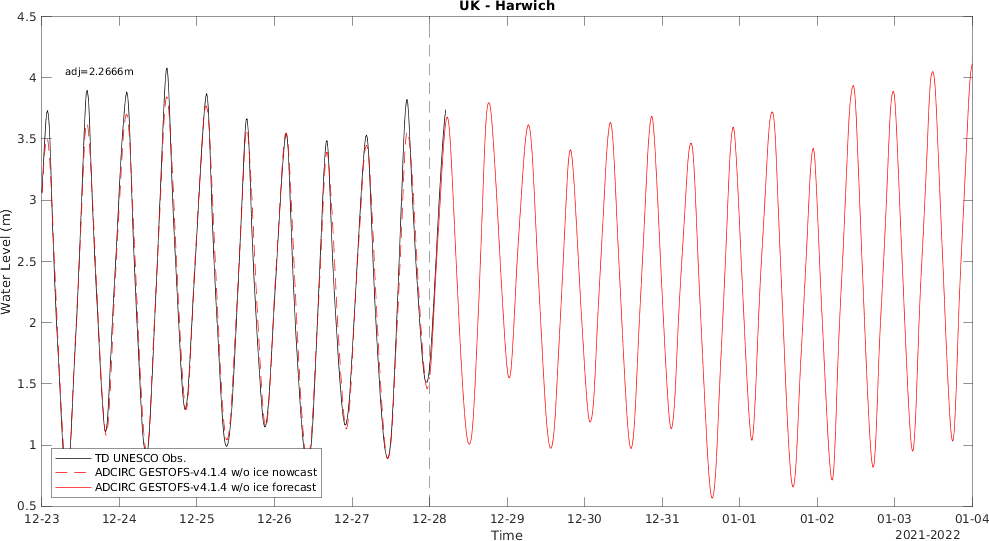 UK - Harwich
4.5
4
3.5
3
2.5
2
1.5
1
0.5
Water Level (m)
adj=2.2666m
TD UNESCO Obs.
ADCIRC GESTOFS-v4.1.4 w/o ice nowcast
ADCIRC GESTOFS-v4.1.4 w/o ice forecast
12-23 12-24 12-25 12-26 12-27 12-28 12-29 12-30 12-31 01-01 01-02 01-03 01-04
Time
2021-2022